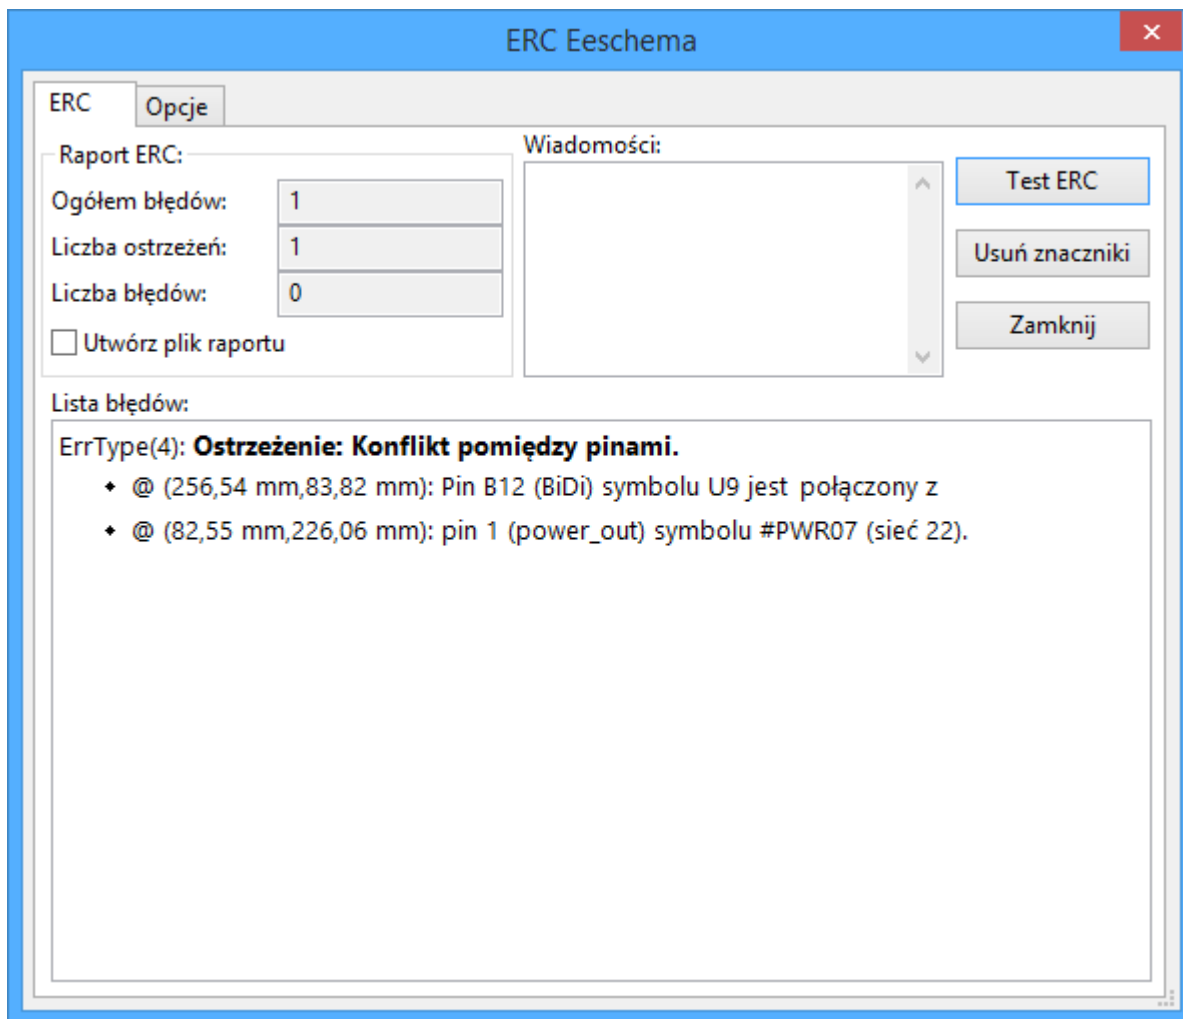 ERC Eeschema
ERC
Opcje
Raport ERC:
Ogółem błędów: 1
Liczba ostrzeżeń: 1
Liczba błędów: 0
Utwórz plik raportu
Wiadomości:
Test ERC
Usuń znaczniki
Zamknij
Lista błędów:
ErrType(4): Ostrzeżenie: Konflikt pomiędzy pinami.
@ (256,54 mm,83,82 mm): Pin B12 (BiDi) symbolu U9 jest połączony z
@ (82,55 mm,226,06 mm): pin 1 (power_out) symbolu #PWR07 (sieć 22).